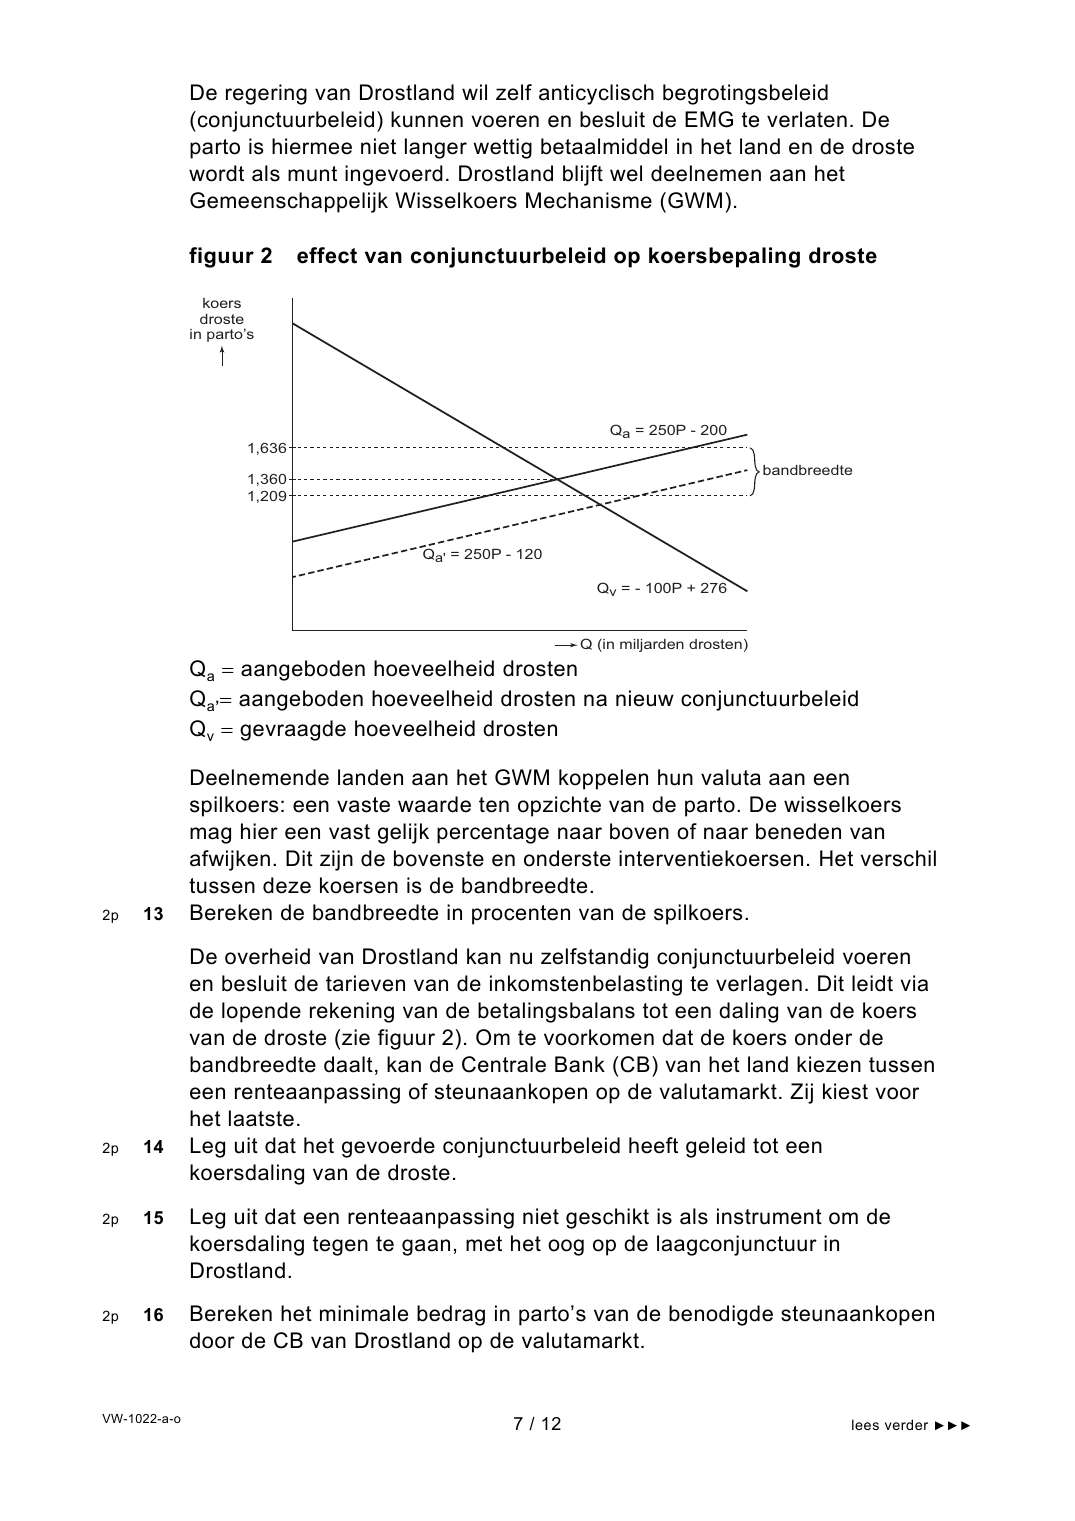 De regering van Drostland wil zelf anticyclisch begrotingsbeleid
(conjunctuurbeleid) kunnen voeren en besluit de EMG te verlaten. De
parto is hiermee niet langer wettig betaalmiddel in het land en de droste
wordt als munt ingevoerd. Drostland blijft wel deelnemen aan het
Gemeenschappelijk Wisselkoers Mechanisme (GWM).
figuur 2 effect van conjunctuurbeleid op koersbepaling droste
koers
droste
in parto's
Qa = 250P - 200
1,636
bandbreedte
1,360
1,209
Qa' = 250P - 120
Qv = - 100P + 276
Q (in miljarden drosten)
Qa = aangeboden hoeveelheid drosten
Qa'= aangeboden hoeveelheid drosten na nieuw conjunctuurbeleid
Qv = gevraagde hoeveelheid drosten
Deelnemende landen aan het GWM koppelen hun valuta aan een
spilkoers: een vaste waarde ten opzichte van de parto. De wisselkoers
mag hier een vast gelijk percentage naar boven of naar beneden van
afwijken. Dit zijn de bovenste en onderste interventiekoersen. Het verschil
tussen deze koersen is de bandbreedte.
2p 13 Bereken de bandbreedte in procenten van de spilkoers.
De overheid van Drostland kan nu zelfstandig conjunctuurbeleid voeren
en besluit de tarieven van de inkomstenbelasting te verlagen. Dit leidt via
de lopende rekening van de betalingsbalans tot een daling van de koers
van de droste (zie figuur 2). Om te voorkomen dat de koers onder de
bandbreedte daalt, kan de Centrale Bank (CB) van het land kiezen tussen
een renteaanpassing of steunaankopen op de valutamarkt. Zij kiest voor
het laatste.
2p 14 Leg uit dat het gevoerde conjunctuurbeleid heeft geleid tot een
koersdaling van de droste.
2p 15 Leg uit dat een renteaanpassing niet geschikt is als instrument om de
koersdaling tegen te gaan, met het oog op de laagconjunctuur in
Drostland.
2p 16 Bereken het minimale bedrag in parto's van de benodigde steunaankopen
door de CB van Drostland op de valutamarkt.
VW-1022-a-o 7 / 12 lees verder ►►►